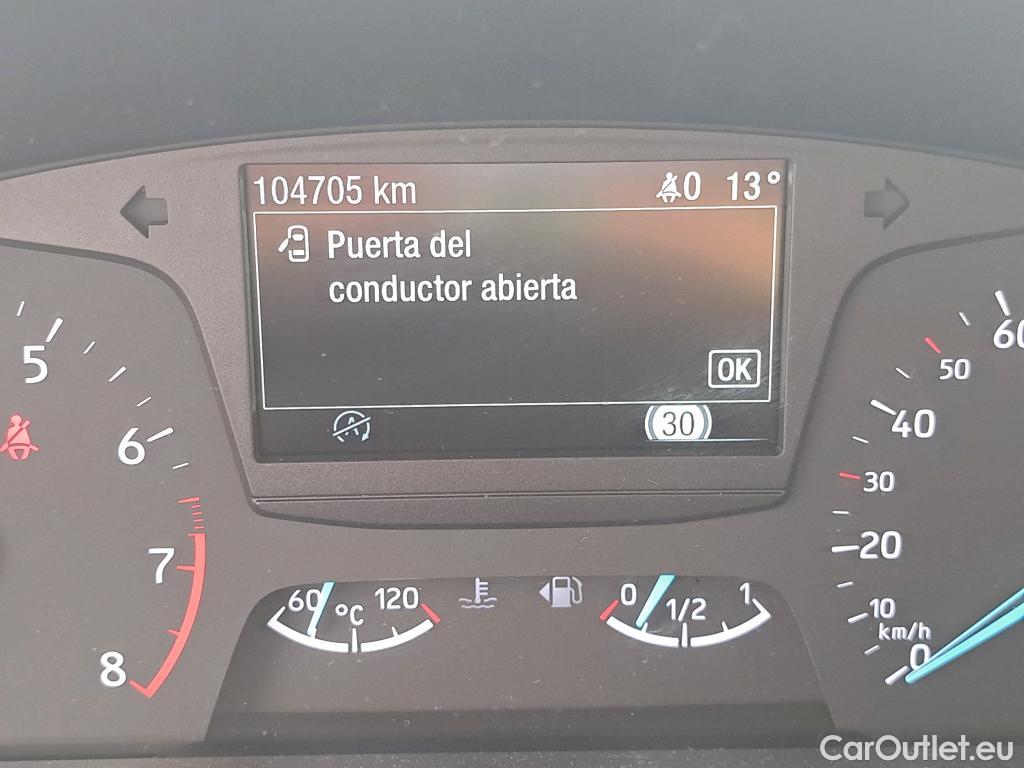 104705 km
0 13°
Puerta del
conductor abierta
OK
A
30
5
6
7
8
60 °C 120
0 1/2 1
60
50
40
30
20
10
km/h
0
CarOutlet.eu